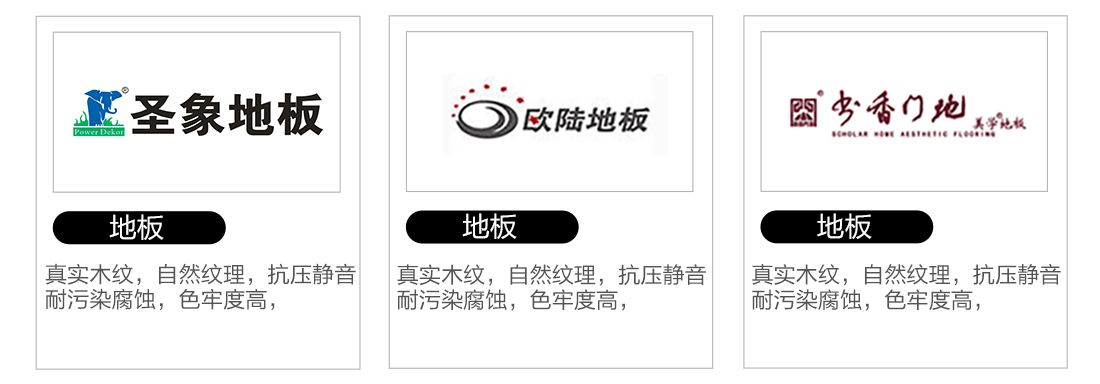 圣象地板
®
Power Dekor
地板
真实木纹，自然纹理，抗压静音
耐污染腐蚀，色牢度高，
欧陆地板
地板
真实木纹，自然纹理，抗压静音
耐污染腐蚀，色牢度高，
书香门地
美学地板
SCHOLAR HOME AESTHETIC FLOORING
地板
真实木纹，自然纹理，抗压静音
耐污染腐蚀，色牢度高，